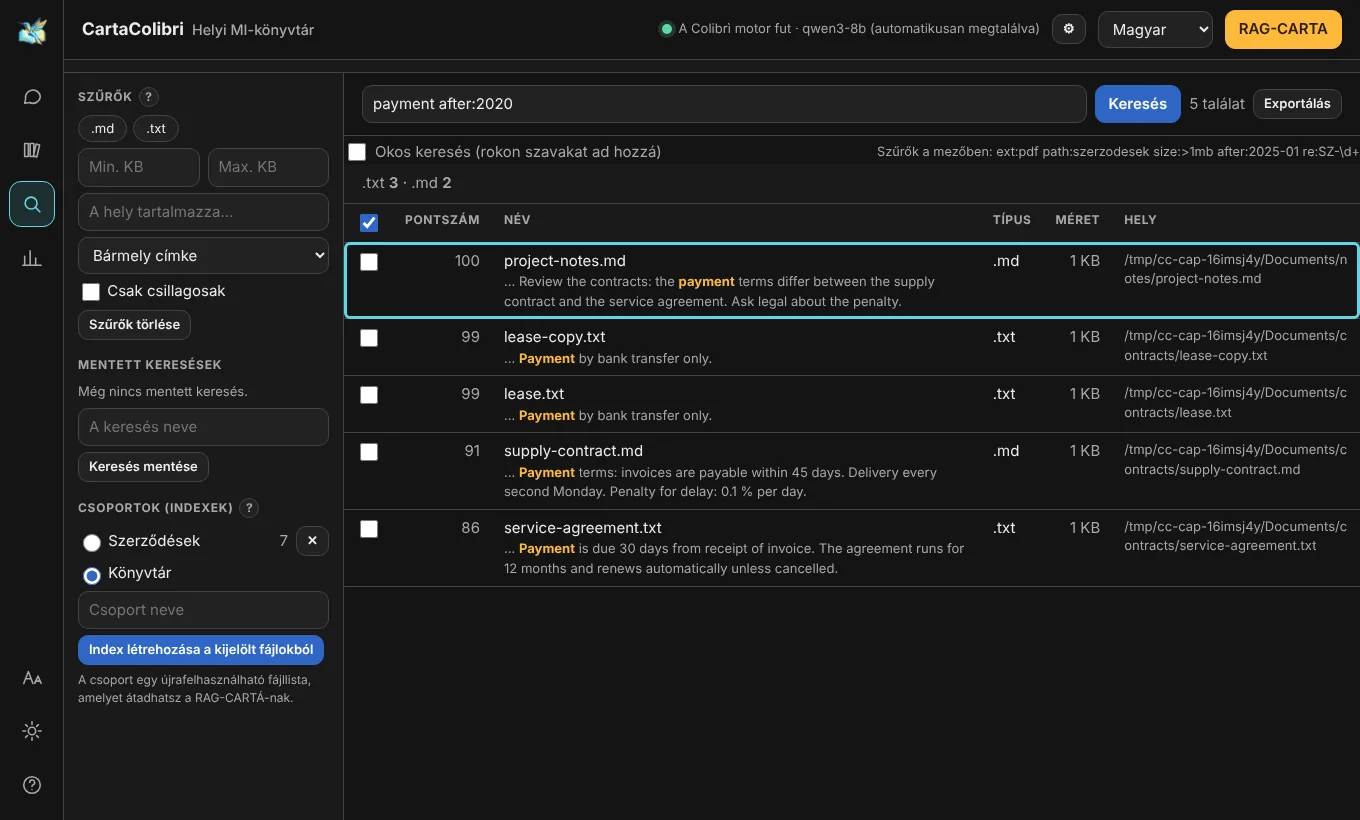 CartaColibri Helyi MI-könyvtár
A Colibrì motor fut · qwen3-8b (automatikusan megtalálva)
Magyar
RAG-CARTA
SZŰRŐK ?
.md .txt
Min. KB Max. KB
A hely tartalmazza...
Bármely címke
Csak csillagosak
Szűrők törlése
MENTETT KERESÉSEK
Még nincs mentett keresés.
A keresés neve
Keresés mentése
CSOPORTOK (INDEXEK) ?
Szerződések 7 ×
Könyvtár
Csoport neve
Index létrehozása a kijelölt fájlokból
A csoport egy újrafelhasználható fájllista,
amelyet átadhatsz a RAG-CARTÁ-nak.
payment after:2020
Keresés
5 találat
Exportálás
Okos keresés (rokon szavakat ad hozzá)
Szűrők a mezőben: ext:pdf path:szerzodesek size:>1mb after:2025-01 re:SZ-\d+
.txt 3 · .md 2
PONTSZÁM NÉV TÍPUS MÉRET HELY
100 project-notes.md .md 1 KB /tmp/cc-cap-16imsj4y/Documents/n
otes/project-notes.md
... Review the contracts: the payment terms differ between the supply
contract and the service agreement. Ask legal about the penalty.
99 lease-copy.txt .txt 1 KB /tmp/cc-cap-16imsj4y/Documents/c
ontracts/lease-copy.txt
... Payment by bank transfer only.
99 lease.txt .txt 1 KB /tmp/cc-cap-16imsj4y/Documents/c
ontracts/lease.txt
... Payment by bank transfer only.
91 supply-contract.md .md 1 KB /tmp/cc-cap-16imsj4y/Documents/c
ontracts/supply-contract.md
... Payment terms: invoices are payable within 45 days. Delivery every
second Monday. Penalty for delay: 0.1 % per day.
86 service-agreement.txt .txt 1 KB /tmp/cc-cap-16imsj4y/Documents/c
ontracts/service-agreement.txt
... Payment is due 30 days from receipt of invoice. The agreement runs for
12 months and renews automatically unless cancelled.
AA
?